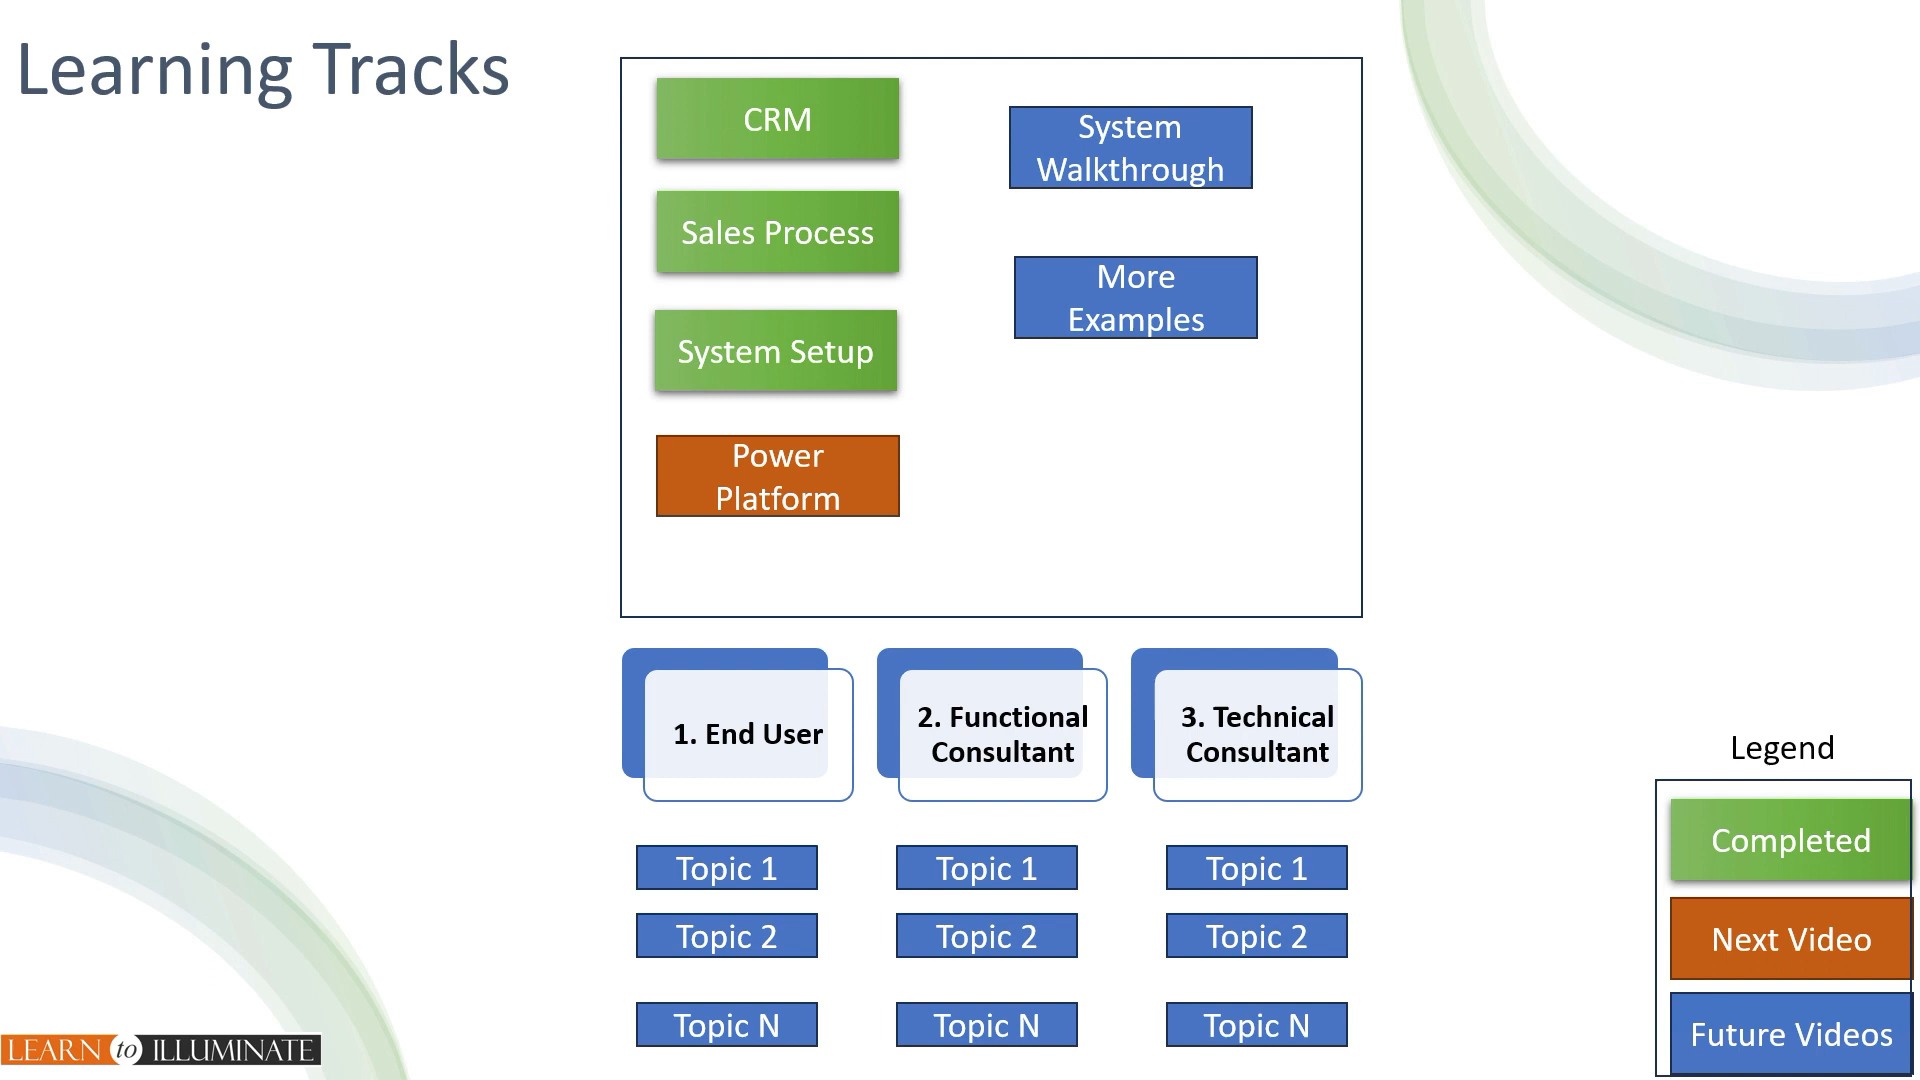 Learning Tracks
CRM
Sales Process
System Setup
Power
Platform
System
Walkthrough
More
Examples
1. End User
2. Functional
Consultant
3. Technical
Consultant
Topic 1
Topic 1
Topic 1
Topic 2
Topic 2
Topic 2
Topic N
Topic N
Topic N
Legend
Completed
Next Video
Future Videos
LEARN to ILLUMINATE